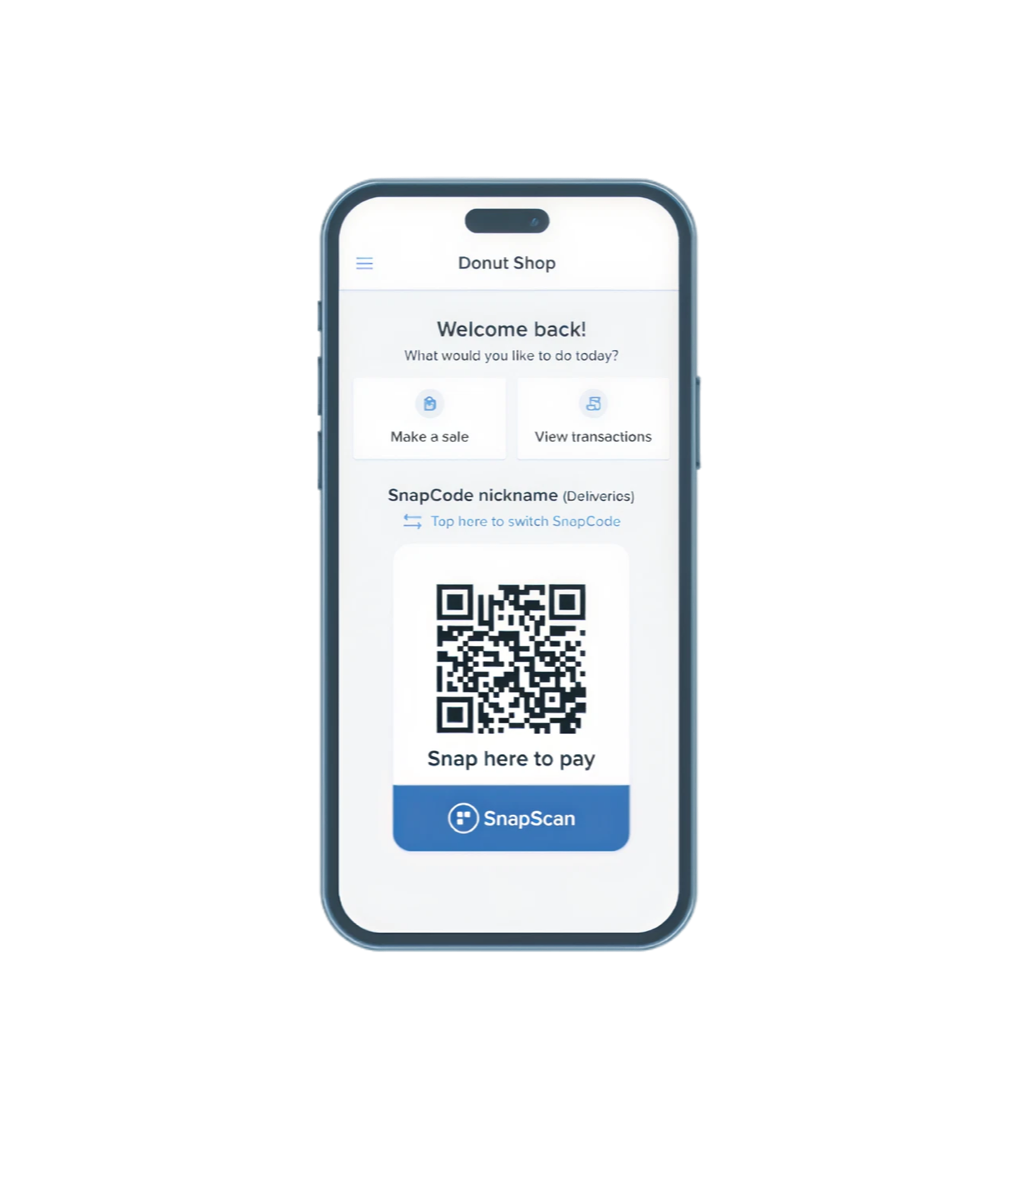 Donut Shop
Welcome back!
What would you like to do today?
Make a sale
View transactions
SnapCode nickname (Deliveries)
Tap here to switch SnapCode
Snap here to pay
SnapScan